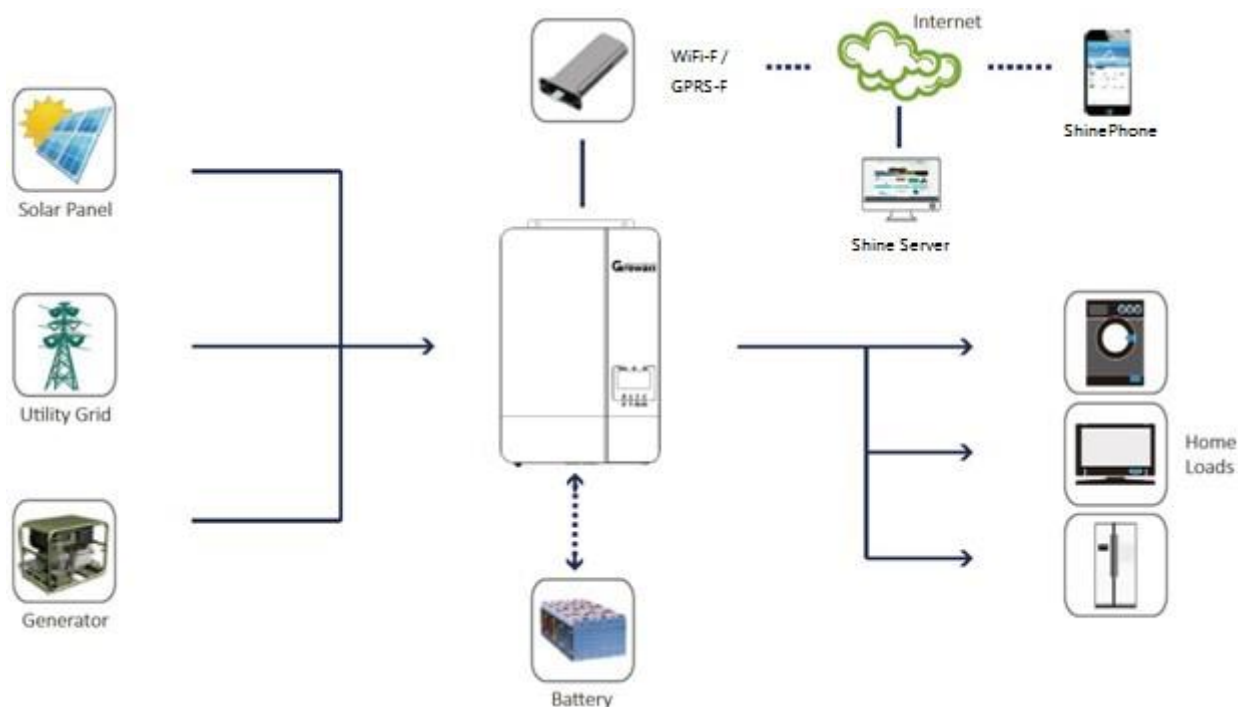 Internet
WiFi-F /
GPRS-F
ShinePhone
Solar Panel
Shine Server
Growatt
Utility Grid
Home
Loads
Generator
Battery